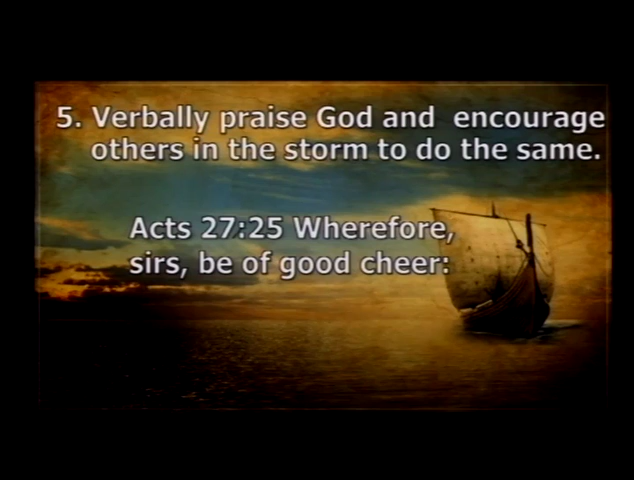 5. Verbally praise God and encourage
others in the storm to do the same.
Acts 27:25 Wherefore,
sirs, be of good cheer: